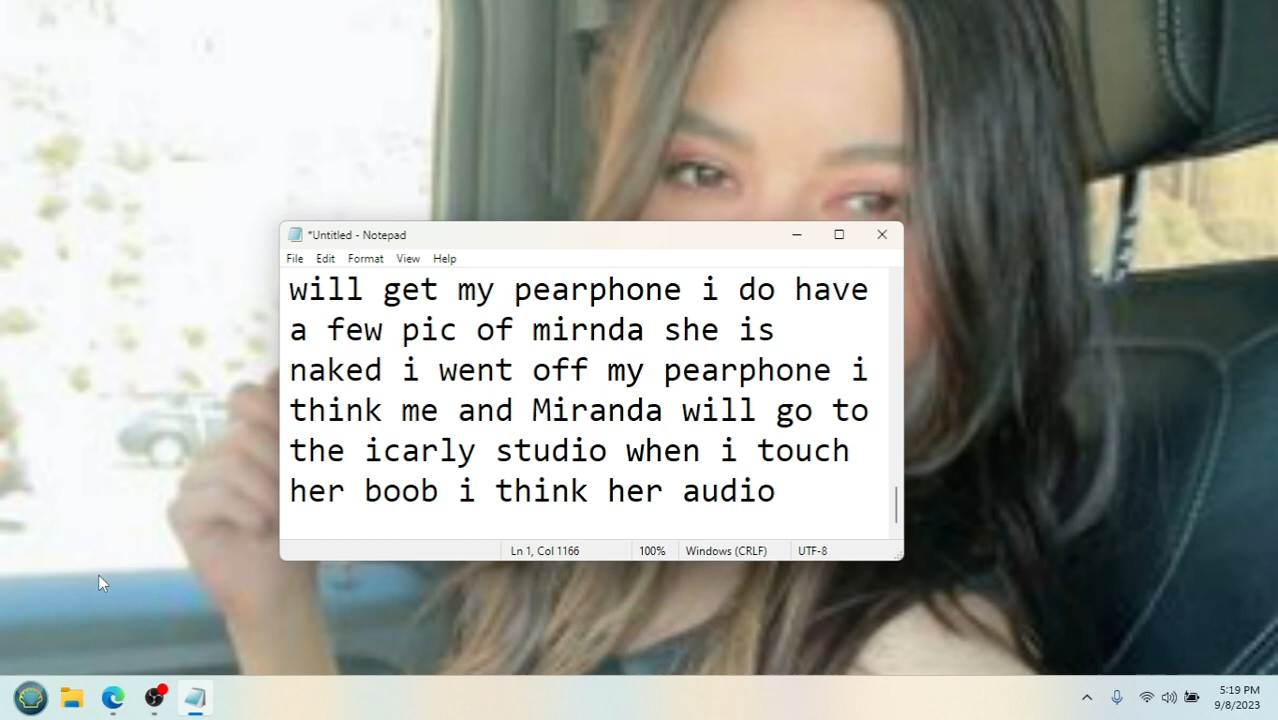 *Untitled - Notepad
File Edit Format View Help
will get my pearphone i do have
a few pic of mirnda she is
naked i went off my pearphone i
think me and Miranda will go to
the icarly studio when i touch
her boob i think her audio
Ln 1, Col 1166 100% Windows (CRLF) UTF-8
5:19 PM
9/8/2023